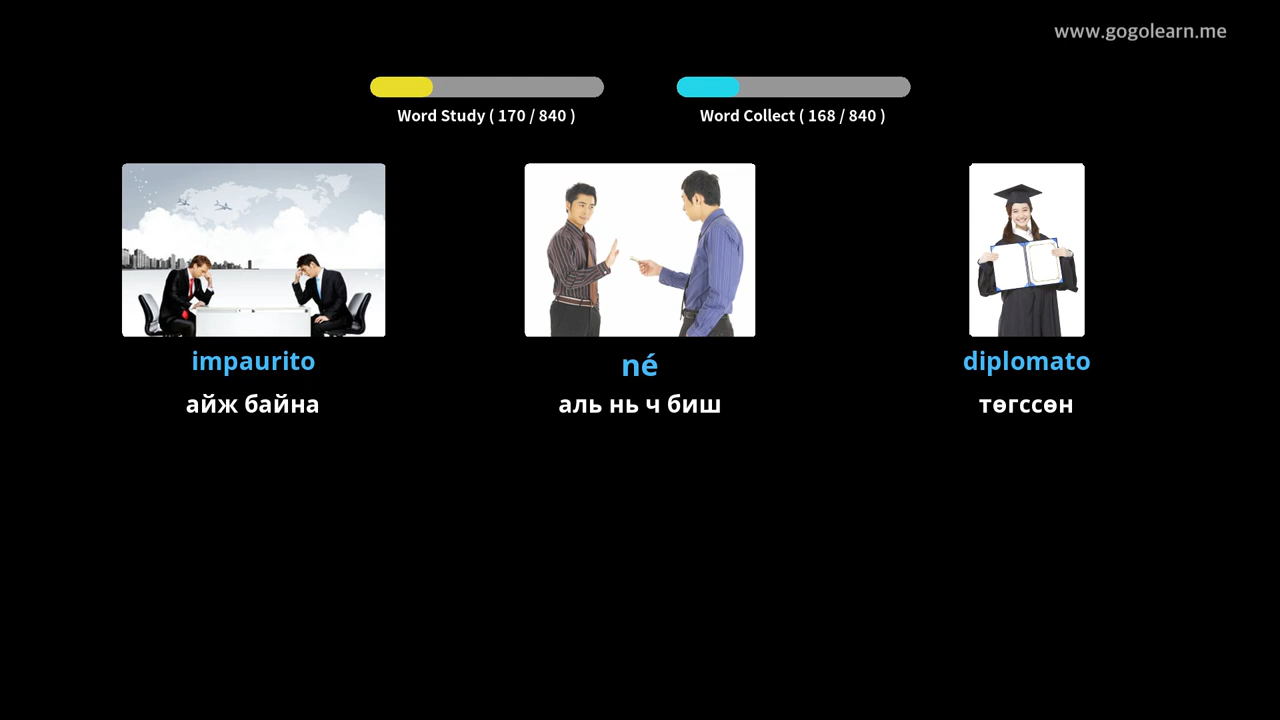 www.gogolearn.me
Word Study ( 170 / 840 )
Word Collect ( 168 / 840 )
impaurito
né
diplomato
айж байна
аль нь ч биш
төгссөн